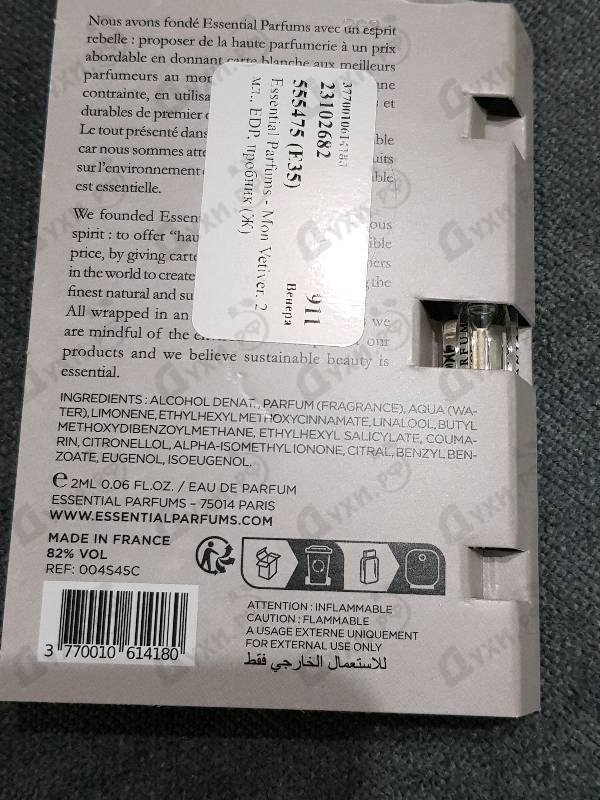 Nous avons fondé Essential Parfums avec un esprit
rebelle : proposer de la haute parfumerie à un prix
abordable en donnant carte blanche aux meilleurs
parfumeurs au
contrainte, en utilisa
et
durables de premier
Le tout présenté dans
car nous sommes
sur l'environnement
est essentielle.
We founded Essen
spirit : to offer "hau
price, by giving carte
in the world to create
the
finest natural and su
All wrapped in an
we
are mindful of the
our
products and we believe sustainable beauty is
essential.
23102682
555475 (E35)
Essential Parfums - Mon Vetiver, 2
мл., EDP, пробник (Ж)
911
Венера
INGREDIENTS : ALCOHOL DENAT., PARFUM (FRAGRANCE), AQUA (WA-
TER), LIMONENE, ETHYLHEXYL METHOXYCINNAMATE, LINALOOL, BUTYL
METHOXYDIBENZOYLMETHANE, ETHYLHEXYL SALICYLATE, COUMA-
RIN, CITRONELLOL, ALPHA-ISOMETHYL IONONE, CITRAL, BENZYL BEN-
ZOATE, EUGENOL, ISOEUGENOL.
e 2ML 0.06 FL.OZ. / EAU DE PARFUM
ESSENTIAL PARFUMS - 75014 PARIS
WWW.ESSENTIALPARFUMS.COM
MADE IN FRANCE
82% VOL
REF: 004S45C
3 770010 614180
ATTENTION : INFLAMMABLE
CAUTION : FLAMMABLE
A USAGE EXTERNE UNIQUEMENT
FOR EXTERNAL USE ONLY
للاستعمال الخارجي فقط
Духи.рф